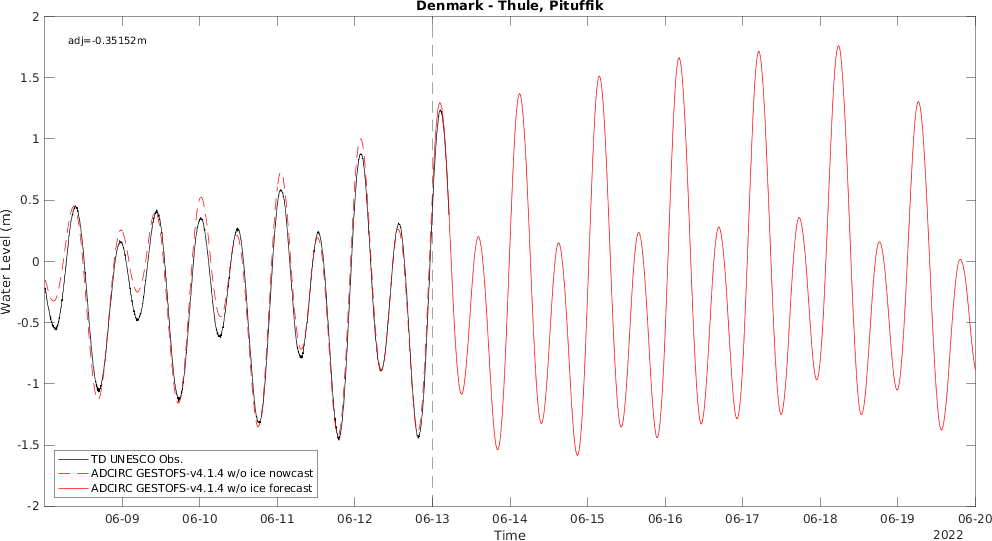 Denmark - Thule, Pituffik
adj=-0.35152m
2
1.5
1
0.5
0
-0.5
-1
-1.5
-2
Water Level (m)
TD UNESCO Obs.
ADCIRC GESTOFS-v4.1.4 w/o ice nowcast
ADCIRC GESTOFS-v4.1.4 w/o ice forecast
06-09 06-10 06-11 06-12 06-13 06-14 06-15 06-16 06-17 06-18 06-19 06-20
Time
2022